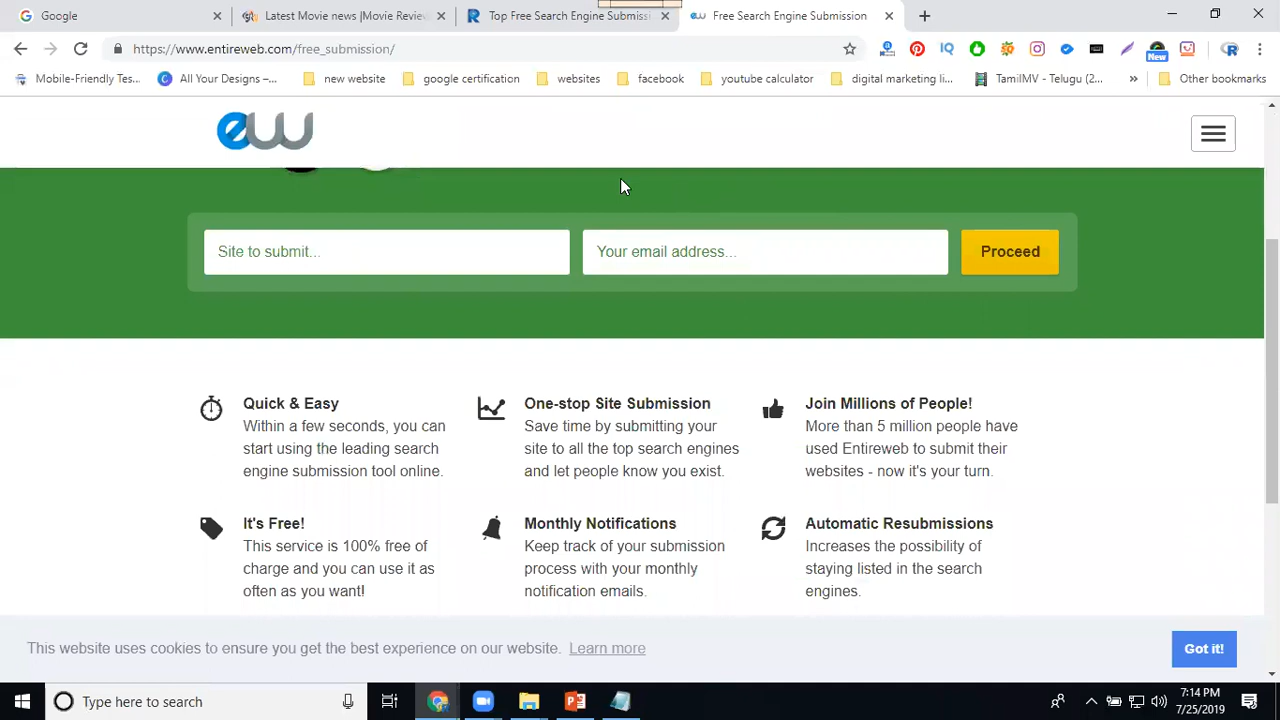 Google
Latest Movie news |Movie Review
Top Free Search Engine Submissi
Free Search Engine Submission
https://www.entireweb.com/free_submission/
New
Mobile-Friendly Tes...
All Your Designs –...
new website
google certification
websites
facebook
youtube calculator
digital marketing li...
TamilMV - Telugu (2...
»
Other bookmarks
ew
Site to submit...
Your email address...
Proceed
Quick & Easy
Within a few seconds, you can
start using the leading search
engine submission tool online.
One-stop Site Submission
Save time by submitting your
site to all the top search engines
and let people know you exist.
Join Millions of People!
More than 5 million people have
used Entireweb to submit their
websites - now it's your turn.
It's Free!
This service is 100% free of
charge and you can use it as
often as you want!
Monthly Notifications
Keep track of your submission
process with your monthly
notification emails.
Automatic Resubmissions
Increases the possibility of
staying listed in the search
engines.
This website uses cookies to ensure you get the best experience on our website. Learn more
Got it!
Type here to search
7:14 PM
7/25/2019